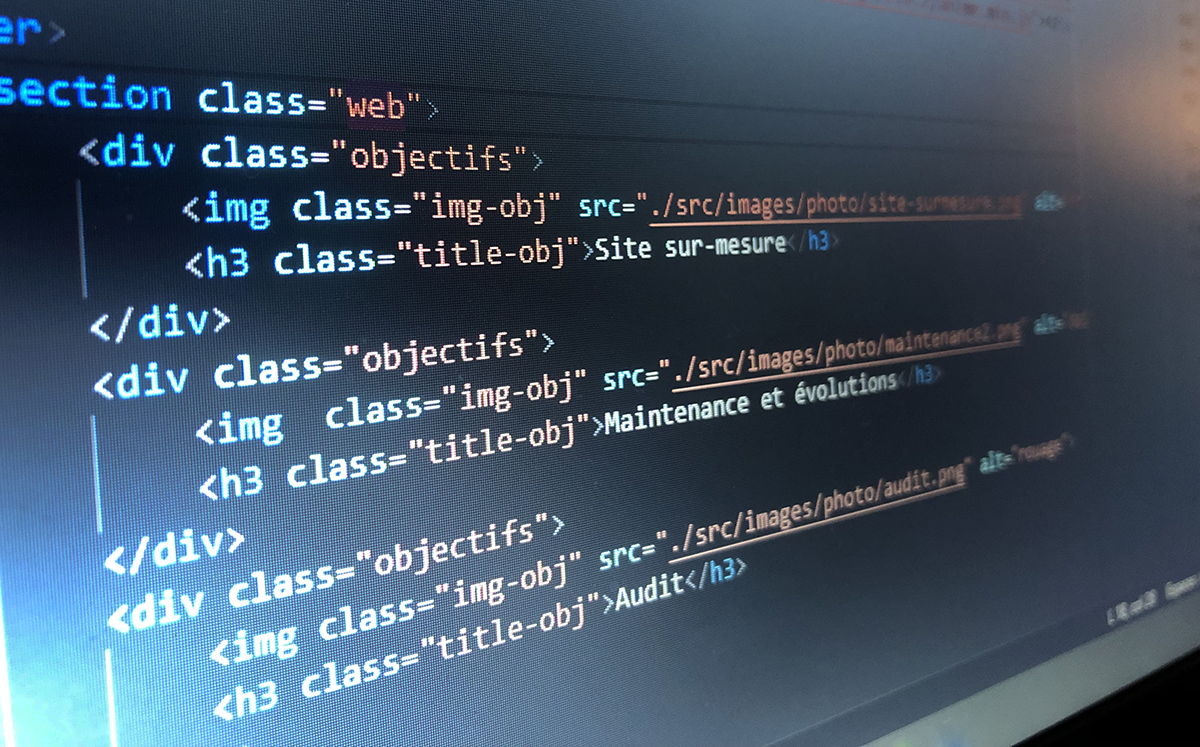 er>
section class="web">
<div class="objectifs">
<img class="img-obj" src="./src/images/photo/site-surmesure.png" alt=
<h3 class="title-obj">Site sur-mesure</h3>
</div>
<div class="objectifs">
<img class="img-obj" src="./src/images/photo/maintenance2.png" alt=
<h3 class="title-obj">Maintenance et évolutions</h3>
</div>
<div class="objectifs">
<img class="img-obj" src="./src/images/photo/audit.png" alt="rouage">
<h3 class="title-obj">Audit</h3>